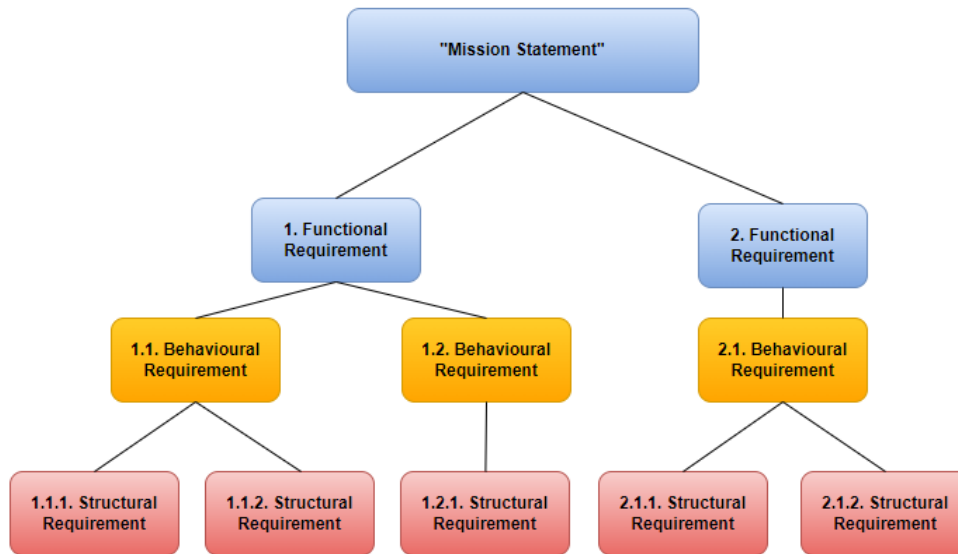 "Mission Statement"
1. Functional
Requirement
2. Functional
Requirement
1.1. Behavioural
Requirement
1.2. Behavioural
Requirement
2.1. Behavioural
Requirement
1.1.1. Structural
Requirement
1.1.2. Structural
Requirement
1.2.1. Structural
Requirement
2.1.1. Structural
Requirement
2.1.2. Structural
Requirement